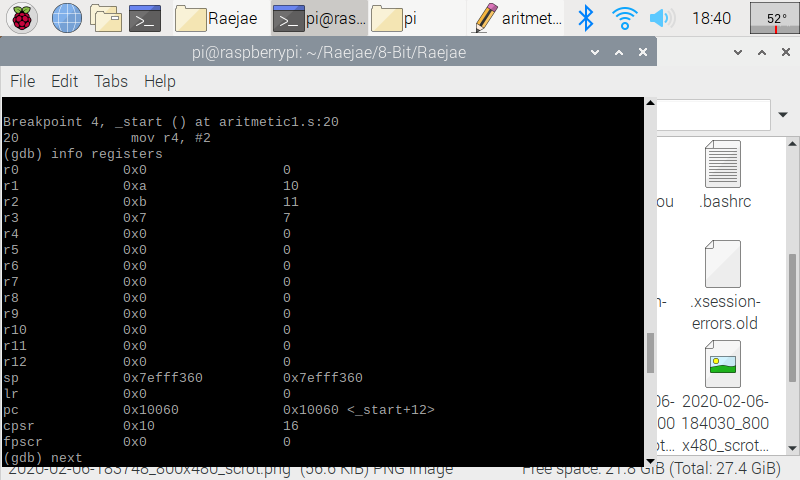 Raejae
pi@ras...
pi
aritmet...
18:40
52°
pi@raspberrypi: ~/Raejae/8-Bit/Raejae
File Edit Tabs Help
Breakpoint 4, _start () at aritmetic1.s:20
20 mov r4, #2
(gdb) info registers
r0 0x0 0
r1 0xa 10
r2 0xb 11
r3 0x7 7
r4 0x0 0
r5 0x0 0
r6 0x0 0
r7 0x0 0
r8 0x0 0
r9 0x0 0
r10 0x0 0
r11 0x0 0
r12 0x0 0
sp 0x7efff360 0x7efff360
lr 0x0 0
pc 0x10060 0x10060 <_start+12>
cpsr 0x10 16
fpscr 0x0 0
(gdb) next
ou
.bashrc
n-
.xsession-
errors.old
06-
00
ot...
2020-02-06-
184030_800
x480_scrot...
2020-02-06-183748_800x480_scrot.png (56.6 KiB) PNG image
Free space: 21.8 GiB (Total: 27.4 GiB)